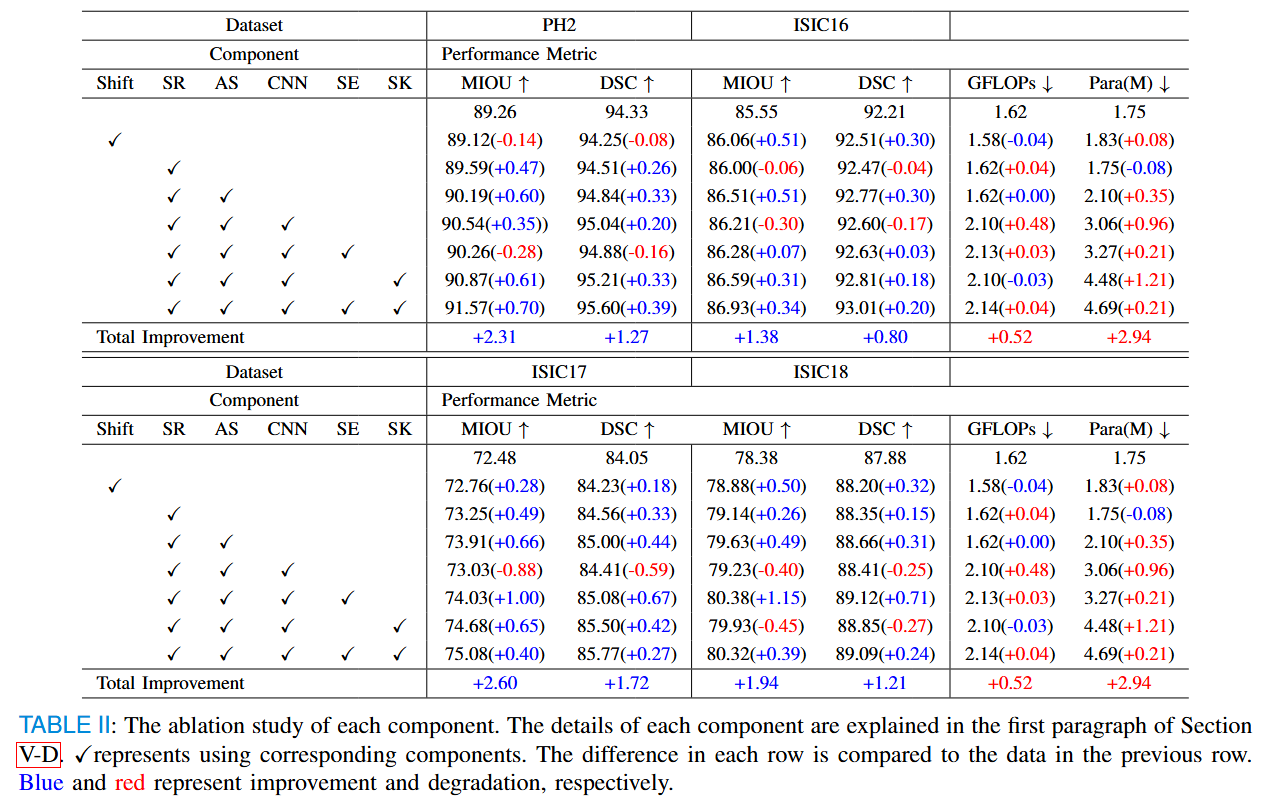 Dataset PH2 ISIC16
Component Performance Metric
Shift SR AS CNN SE SK MIOU ↑ DSC ↑ MIOU ↑ DSC ↑ GFLOPs ↓ Para(M) ↓
89.26 94.33 85.55 92.21 1.62 1.75
✓ 89.12(-0.14) 94.25(-0.08) 86.06(+0.51) 92.51(+0.30) 1.58(-0.04) 1.83(+0.08)
✓ 89.59(+0.47) 94.51(+0.26) 86.00(-0.06) 92.47(-0.04) 1.62(+0.04) 1.75(-0.08)
✓ ✓ 90.19(+0.60) 94.84(+0.33) 86.51(+0.51) 92.77(+0.30) 1.62(+0.00) 2.10(+0.35)
✓ ✓ ✓ 90.54(+0.35)) 95.04(+0.20) 86.21(-0.30) 92.60(-0.17) 2.10(+0.48) 3.06(+0.96)
✓ ✓ ✓ ✓ 90.26(-0.28) 94.88(-0.16) 86.28(+0.07) 92.63(+0.03) 2.13(+0.03) 3.27(+0.21)
✓ ✓ ✓ ✓ 90.87(+0.61) 95.21(+0.33) 86.59(+0.31) 92.81(+0.18) 2.10(-0.03) 4.48(+1.21)
✓ ✓ ✓ ✓ ✓ 91.57(+0.70) 95.60(+0.39) 86.93(+0.34) 93.01(+0.20) 2.14(+0.04) 4.69(+0.21)
Total Improvement +2.31 +1.27 +1.38 +0.80 +0.52 +2.94
Dataset ISIC17 ISIC18
Component Performance Metric
Shift SR AS CNN SE SK MIOU ↑ DSC ↑ MIOU ↑ DSC ↑ GFLOPs ↓ Para(M) ↓
72.48 84.05 78.38 87.88 1.62 1.75
✓ 72.76(+0.28) 84.23(+0.18) 78.88(+0.50) 88.20(+0.32) 1.58(-0.04) 1.83(+0.08)
✓ 73.25(+0.49) 84.56(+0.33) 79.14(+0.26) 88.35(+0.15) 1.62(+0.04) 1.75(-0.08)
✓ ✓ 73.91(+0.66) 85.00(+0.44) 79.63(+0.49) 88.66(+0.31) 1.62(+0.00) 2.10(+0.35)
✓ ✓ ✓ 73.03(-0.88) 84.41(-0.59) 79.23(-0.40) 88.41(-0.25) 2.10(+0.48) 3.06(+0.96)
✓ ✓ ✓ ✓ 74.03(+1.00) 85.08(+0.67) 80.38(+1.15) 89.12(+0.71) 2.13(+0.03) 3.27(+0.21)
✓ ✓ ✓ ✓ 74.68(+0.65) 85.50(+0.42) 79.93(-0.45) 88.85(-0.27) 2.10(-0.03) 4.48(+1.21)
✓ ✓ ✓ ✓ ✓ 75.08(+0.40) 85.77(+0.27) 80.32(+0.39) 89.09(+0.24) 2.14(+0.04) 4.69(+0.21)
Total Improvement +2.60 +1.72 +1.94 +1.21 +0.52 +2.94
TABLE II: The ablation study of each component. The details of each component are explained in the first paragraph of Section
V-D. ✓represents using corresponding components. The difference in each row is compared to the data in the previous row.
Blue and red represent improvement and degradation, respectively.